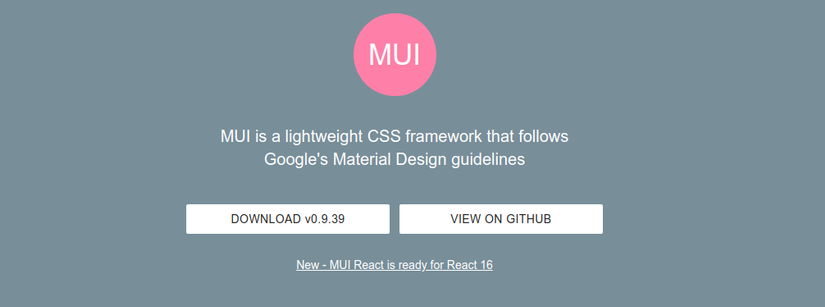 MUI
MUI is a lightweight CSS framework that follows
Google's Material Design guidelines
DOWNLOAD v0.9.39
VIEW ON GITHUB
New - MUI React is ready for React 16